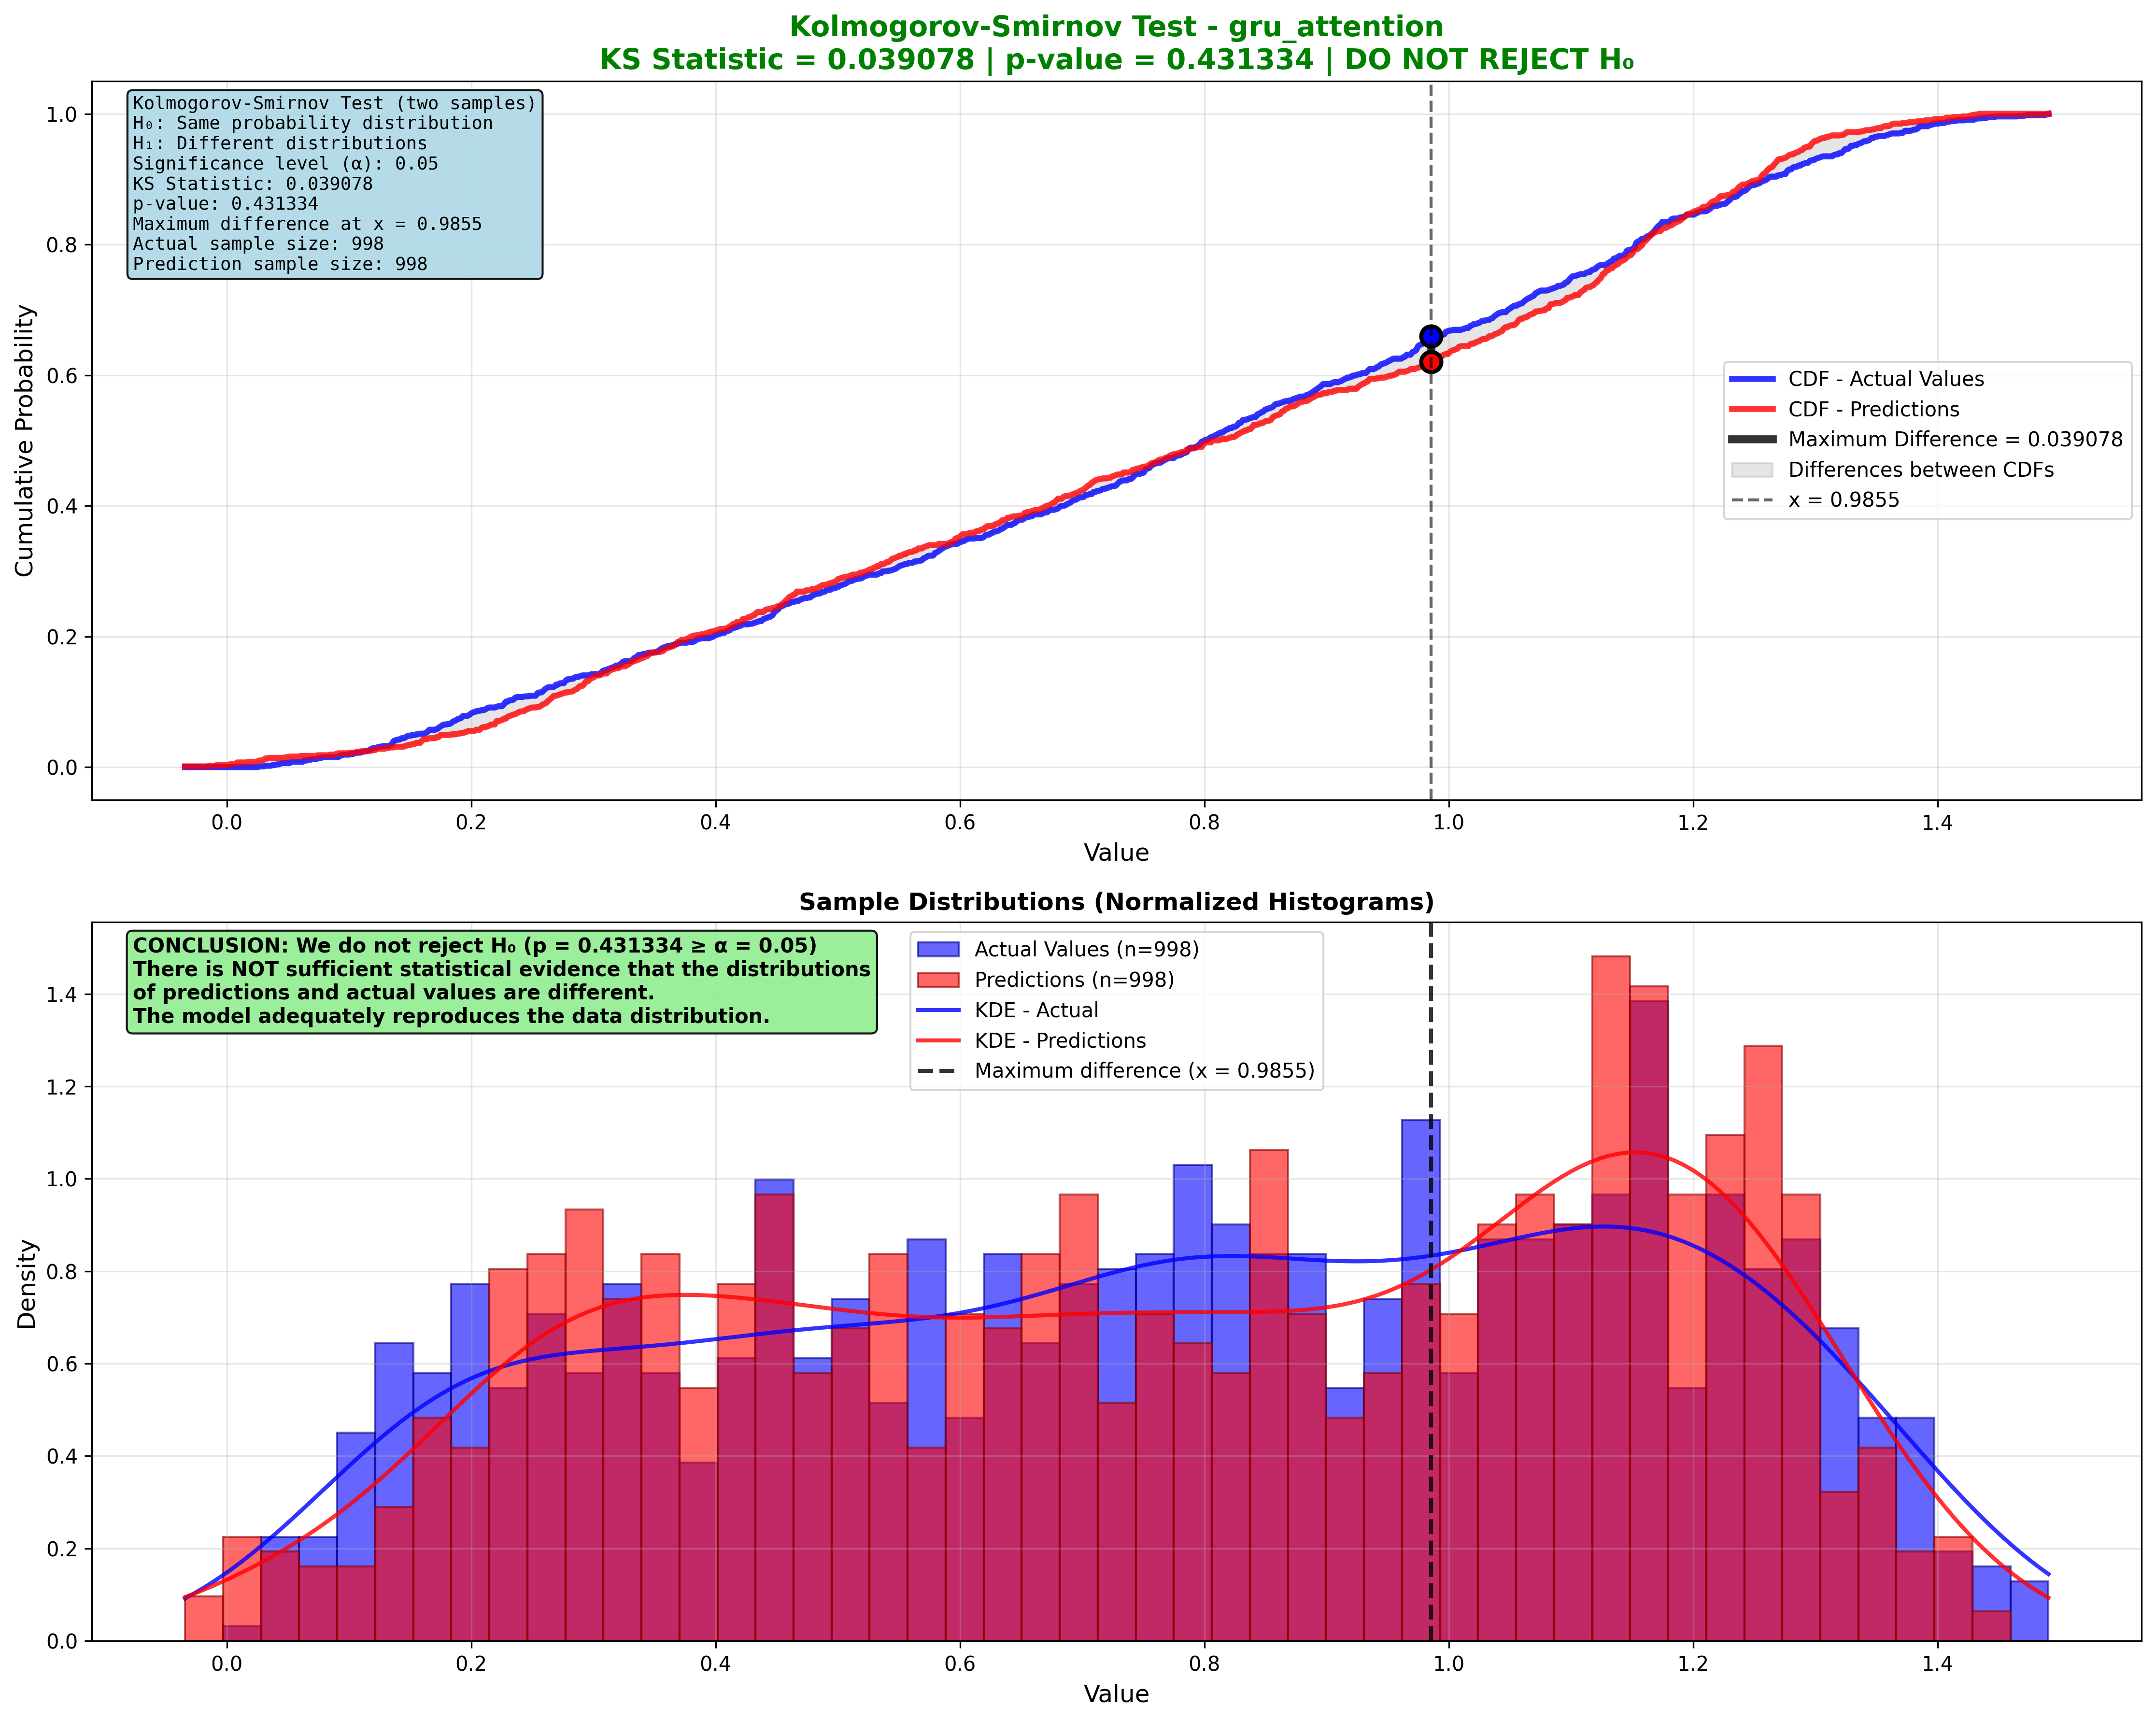 Kolmogorov-Smirnov Test - gru_attention
KS Statistic = 0.039078 | p-value = 0.431334 | DO NOT REJECT H₀
Kolmogorov-Smirnov Test (two samples)
H₀: Same probability distribution
H₁: Different distributions
Significance level (α): 0.05
KS Statistic: 0.039078
p-value: 0.431334
Maximum difference at x = 0.9855
Actual sample size: 998
Prediction sample size: 998
Cumulative Probability
1.0
0.8
0.6
0.4
0.2
0.0
CDF - Actual Values
CDF - Predictions
Maximum Difference = 0.039078
Differences between CDFs
x = 0.9855
0.0 0.2 0.4 0.6 0.8 1.0 1.2 1.4
Value
Sample Distributions (Normalized Histograms)
CONCLUSION: We do not reject H₀ (p = 0.431334 ≥ α = 0.05)
There is NOT sufficient statistical evidence that the distributions
of predictions and actual values are different.
The model adequately reproduces the data distribution.
Actual Values (n=998)
Predictions (n=998)
KDE - Actual
KDE - Predictions
Maximum difference (x = 0.9855)
Density
1.4
1.2
1.0
0.8
0.6
0.4
0.2
0.0
0.0 0.2 0.4 0.6 0.8 1.0 1.2 1.4
Value